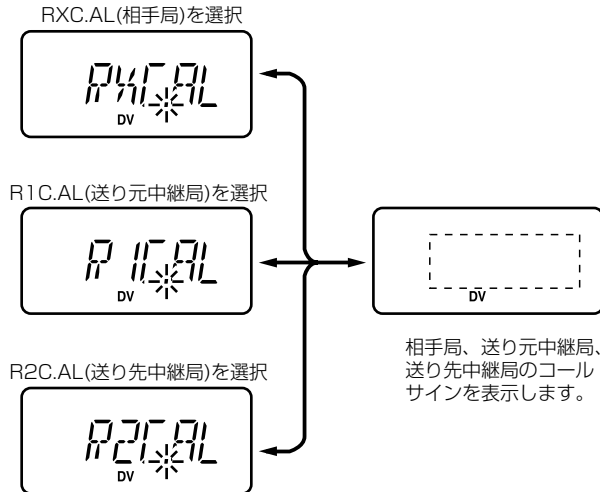 RXC.AL(相手局)を選択
RXC.AL
DV
R1C.AL(送り元中継局)を選択
R1C.AL
DV
DV
相手局、送り元中継局、
送り先中継局のコール
サインを表示します。
R2C.AL(送り先中継局)を選択
R2C.AL
DV